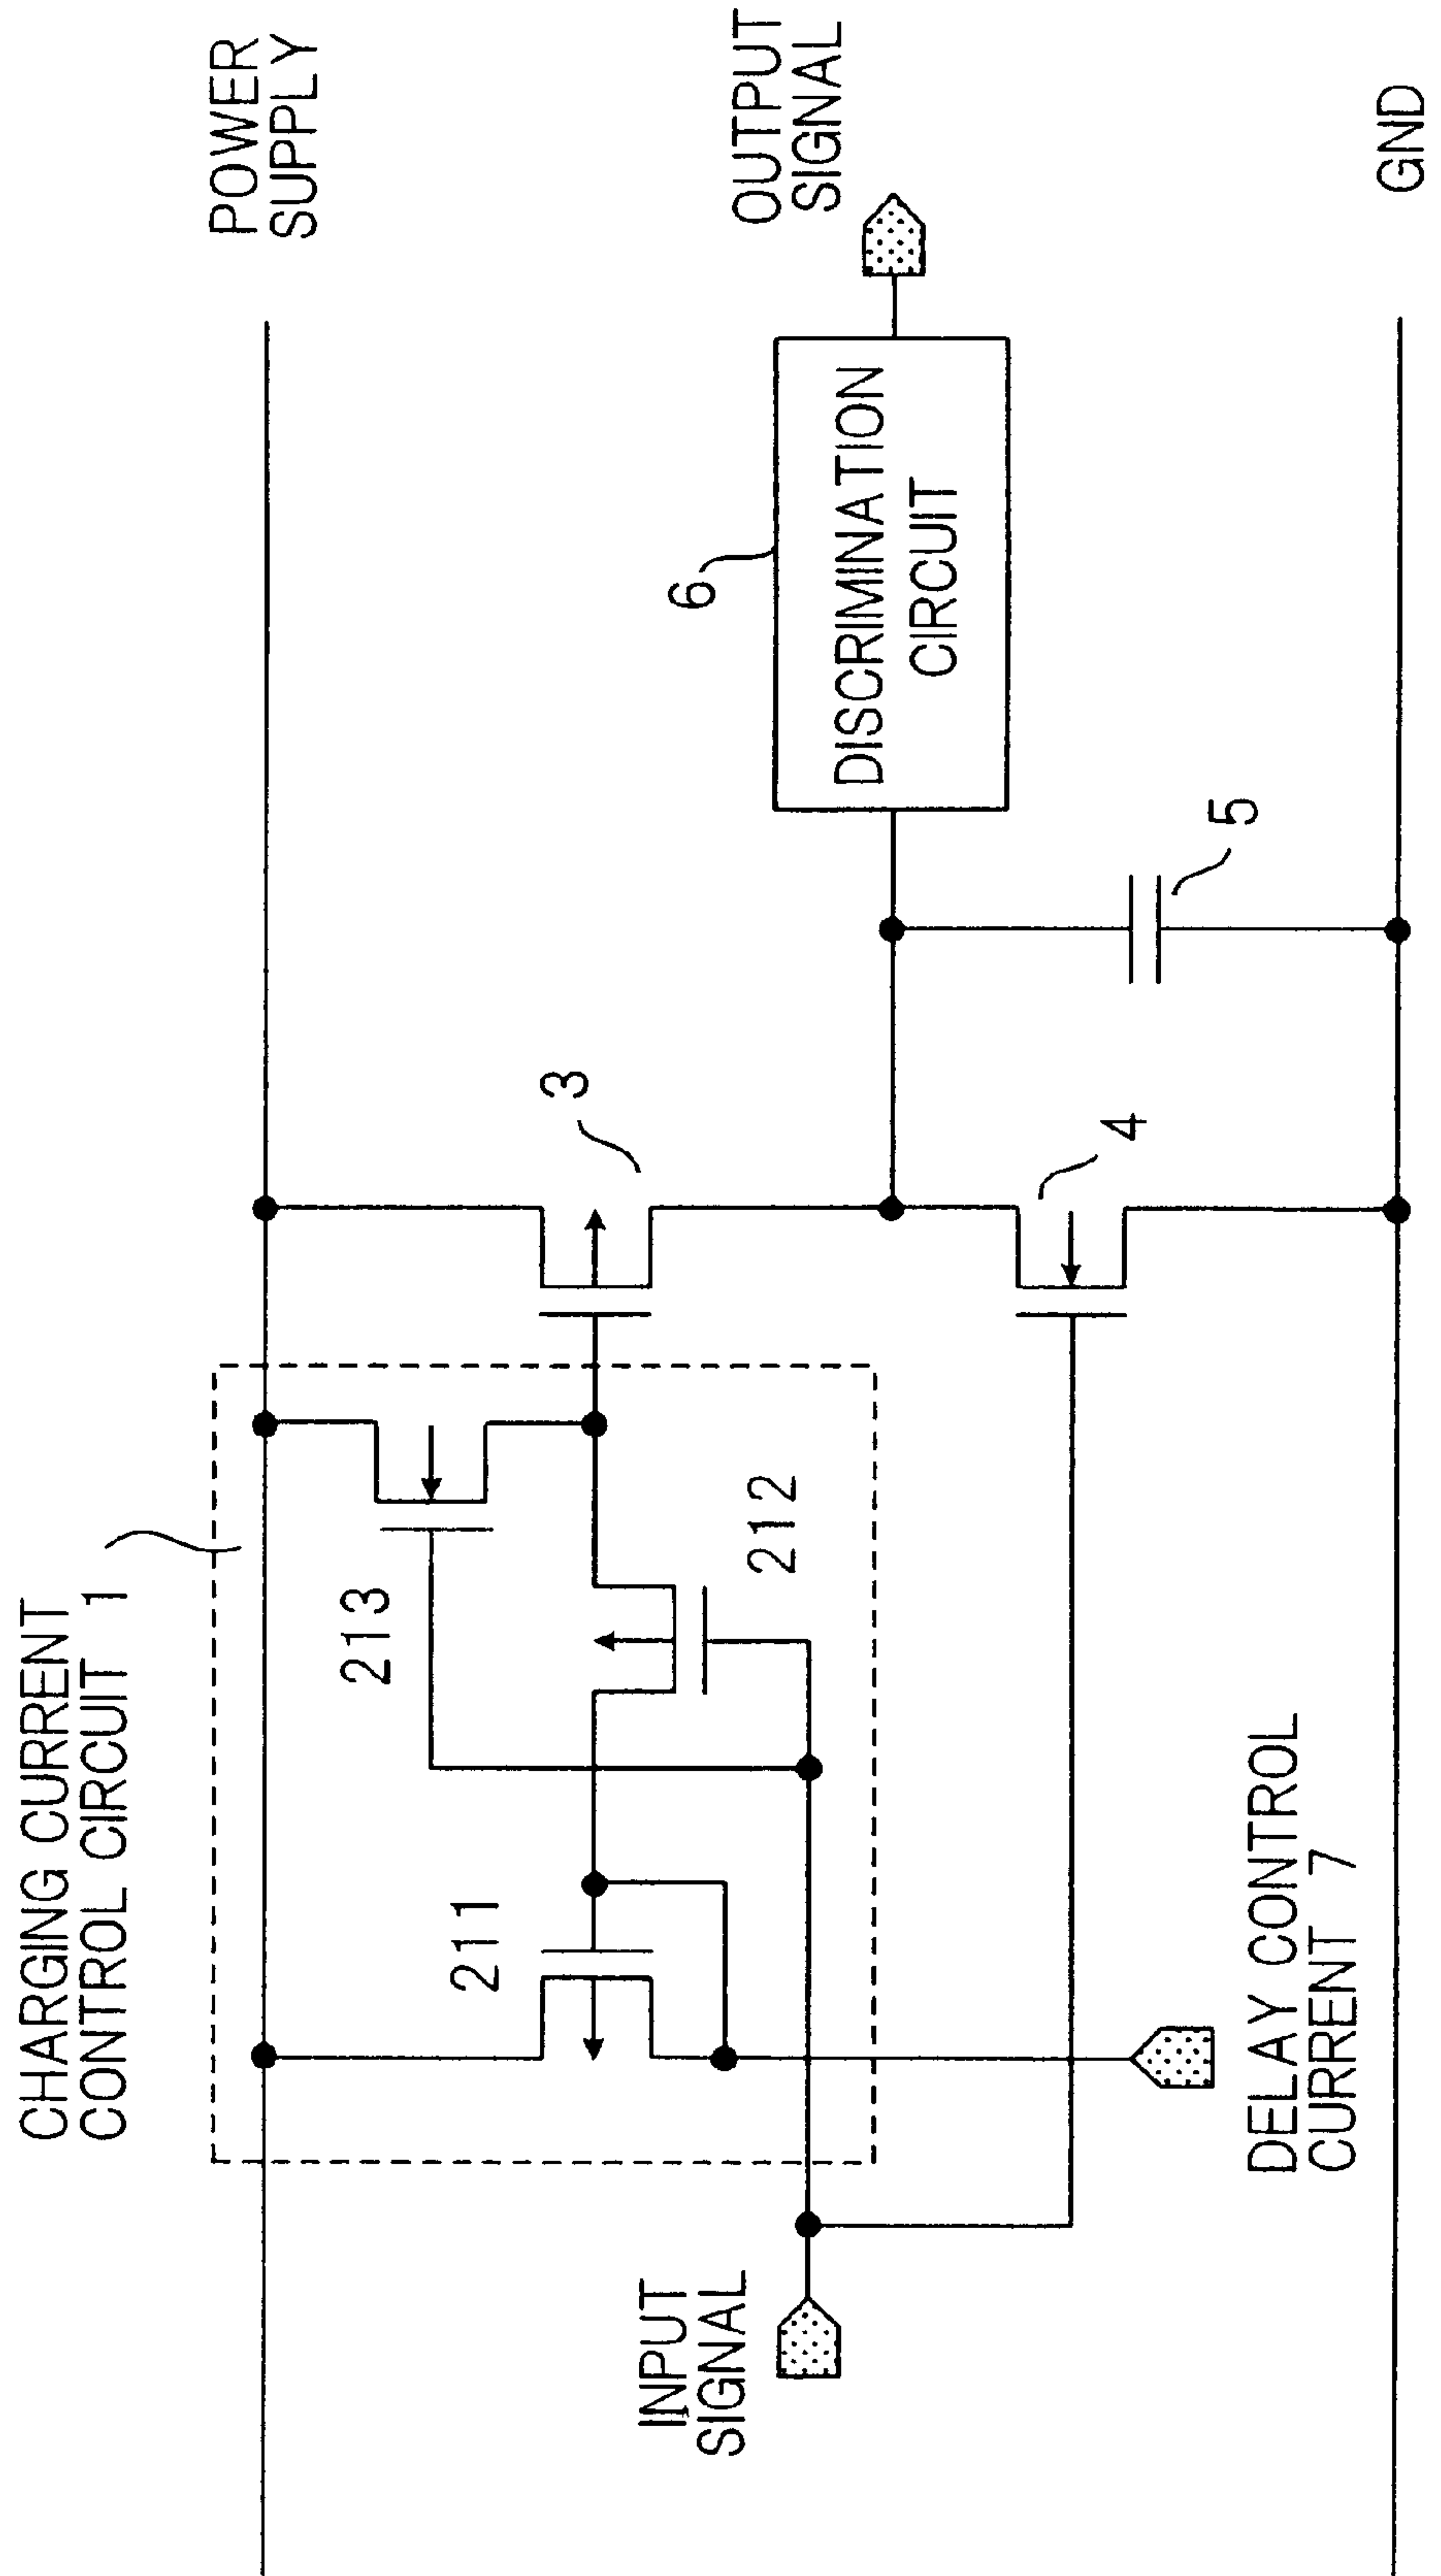 CHARGING CURRENT
CONTROL CIRCUIT 1
POWER
SUPPLY
213
211
212
3
INPUT
SIGNAL
6
DISCRIMINATION
CIRCUIT
OUTPUT
SIGNAL
4
5
DELAY CONTROL
CURRENT 7
GND